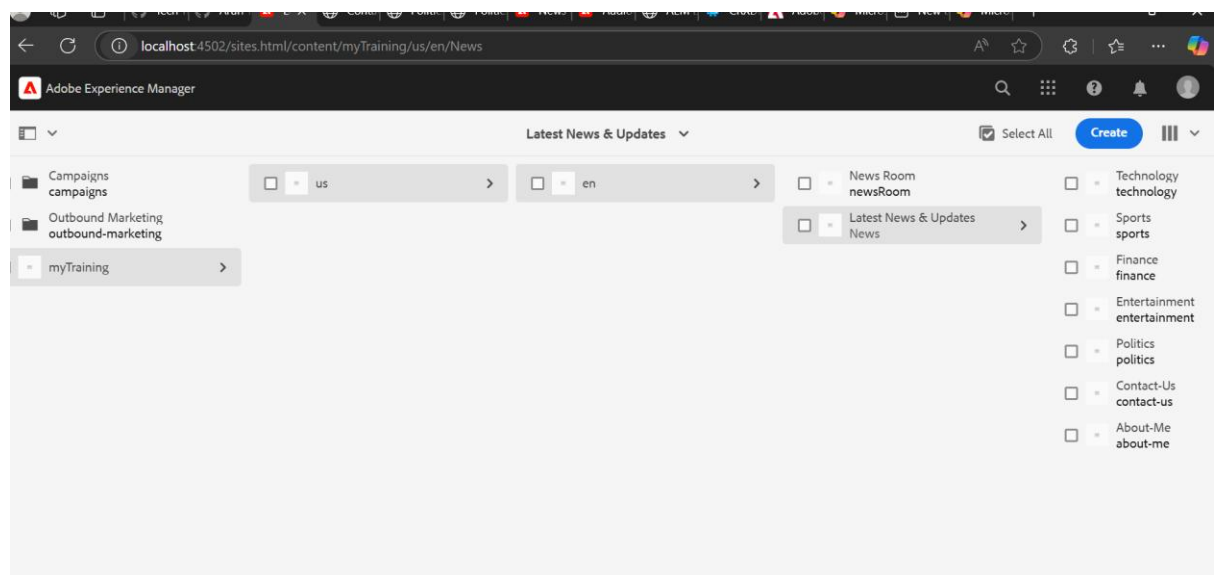 localhost:4502/sites.html/content/myTraining/us/en/News
Adobe Experience Manager
Latest News & Updates
Select All
Create
Campaigns
campaigns
Outbound Marketing
outbound-marketing
myTraining
us
en
News Room
newsRoom
Latest News & Updates
News
Technology
technology
Sports
sports
Finance
finance
Entertainment
entertainment
Politics
politics
Contact-Us
contact-us
About-Me
about-me